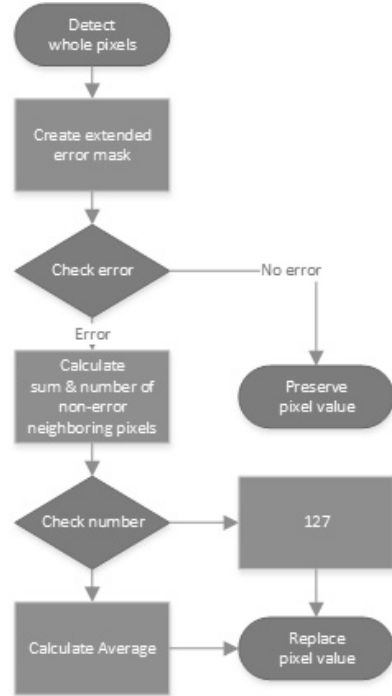 Detect
whole pixels
Create extended
error mask
Check error
No error
Error
Calculate
sum & number of
non-error
neighboring pixels
Preserve
pixel value
Check number
127
Calculate Average
Replace
pixel value